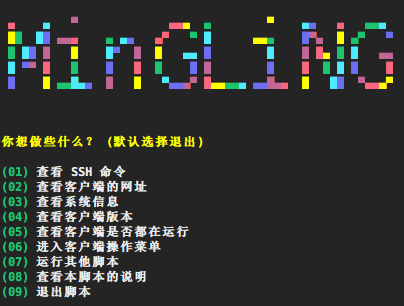 MiNGLiNG
你想做些什么？ (默认选择退出)
(01) 查看 SSH 命令
(02) 查看客户端的网址
(03) 查看系统信息
(04) 查看客户端版本
(05) 查看客户端是否都在运行
(06) 进入客户端操作菜单
(07) 运行其他脚本
(08) 查看本脚本的说明
(09) 退出脚本